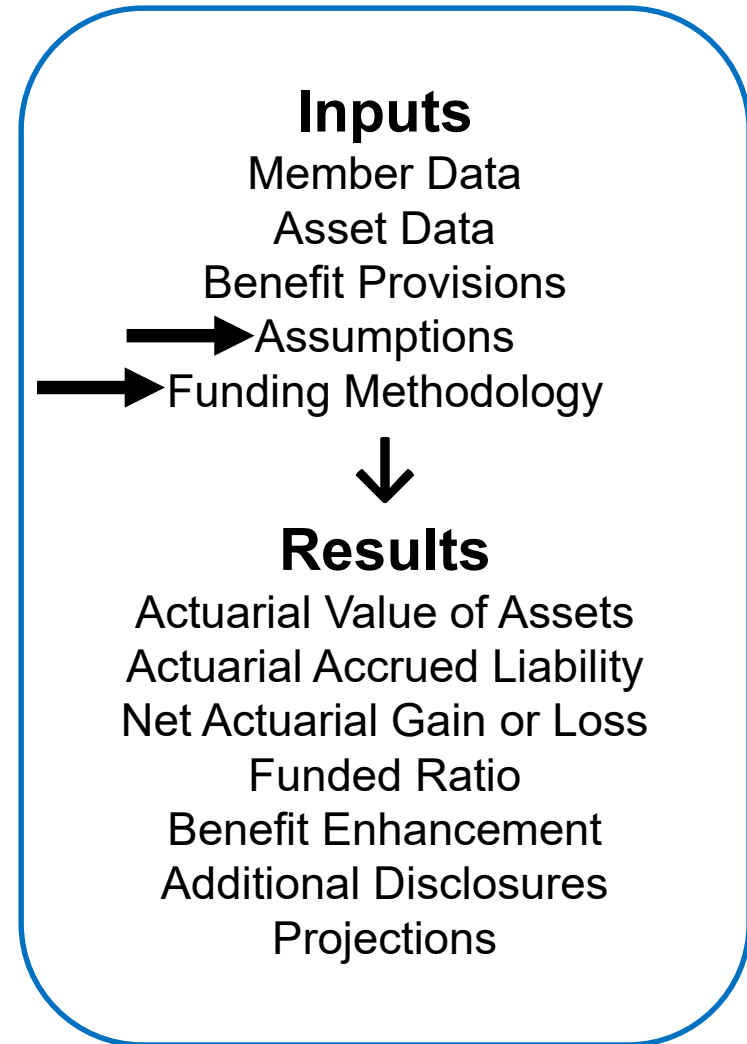 Inputs
Member Data
Asset Data
Benefit Provisions
Assumptions
Funding Methodology
Results
Actuarial Value of Assets
Actuarial Accrued Liability
Net Actuarial Gain or Loss
Funded Ratio
Benefit Enhancement
Additional Disclosures
Projections